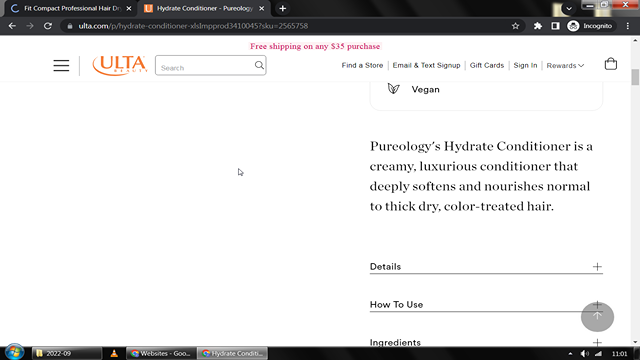 Fit Compact Professional Hair Dry
Hydrate Conditioner - Pureology
ulta.com/p/hydrate-conditioner-xlsImpprod3410045?sku=2565758
Incognito
Free shipping on any $35 purchase
ULTA
BEAUTY
Search
Find a Store
Email & Text Signup
Gift Cards
Sign In
Rewards
Vegan
Pureology's Hydrate Conditioner is a
creamy, luxurious conditioner that
deeply softens and nourishes normal
to thick dry, color-treated hair.
Details
How To Use
Ingredients
2022-09
Websites - Goo...
Hydrate Conditi...
11:01